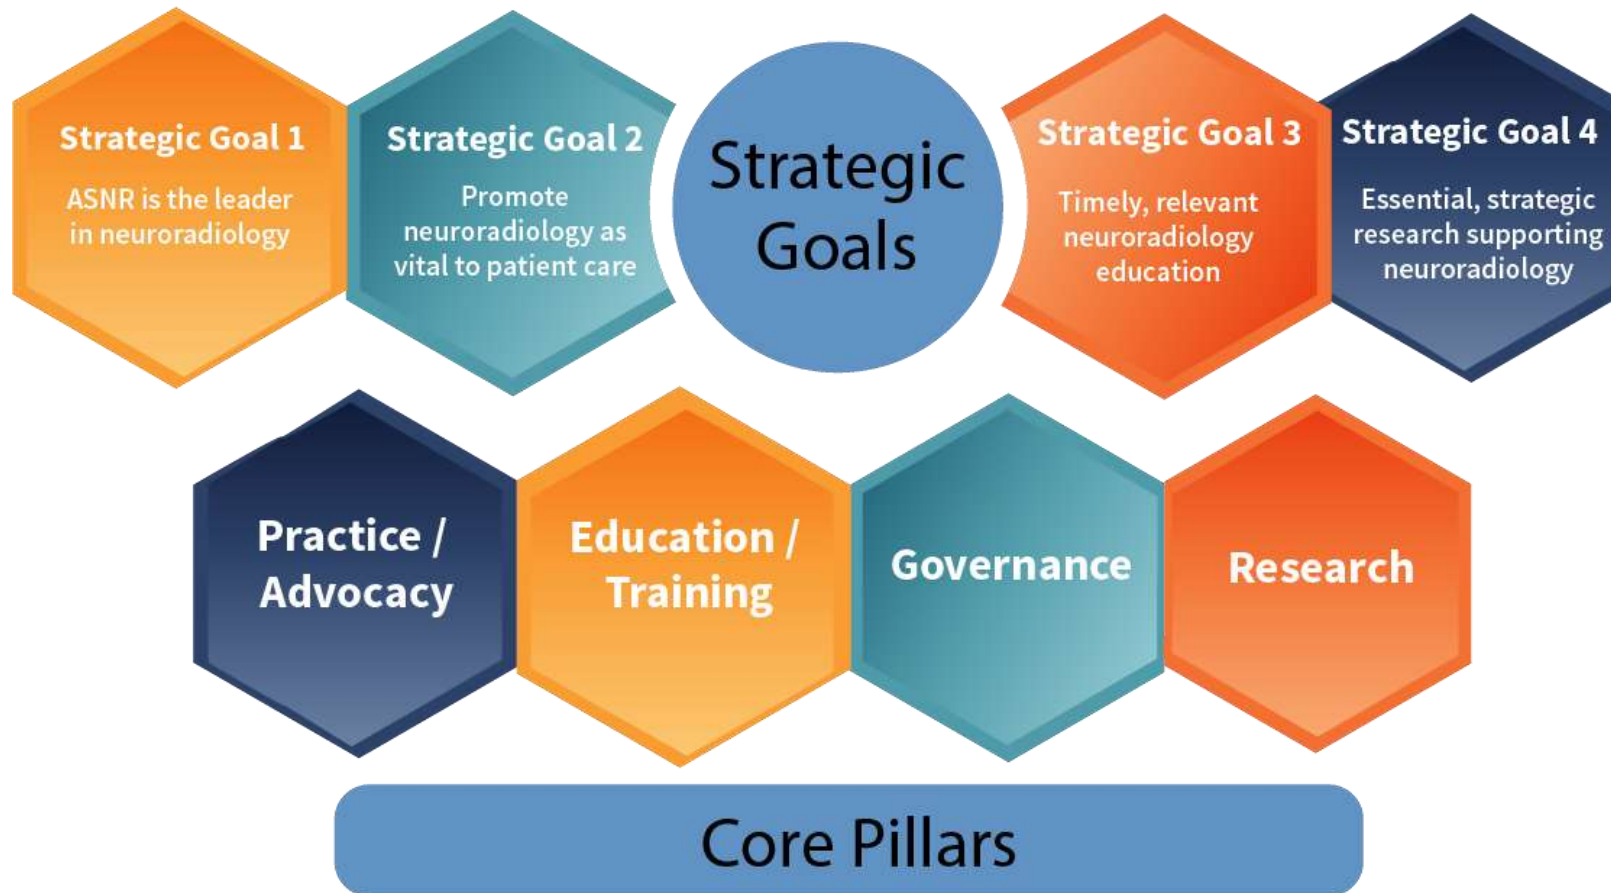 Strategic Goal 1
ASNR is the leader
in neuroradiology
Strategic Goal 2
Promote
neuroradiology as
vital to patient care
Strategic
Goals
Strategic Goal 3
Timely, relevant
neuroradiology
education
Strategic Goal 4
Essential, strategic
research supporting
neuroradiology
Practice /
Advocacy
Education /
Training
Governance
Research
Core Pillars